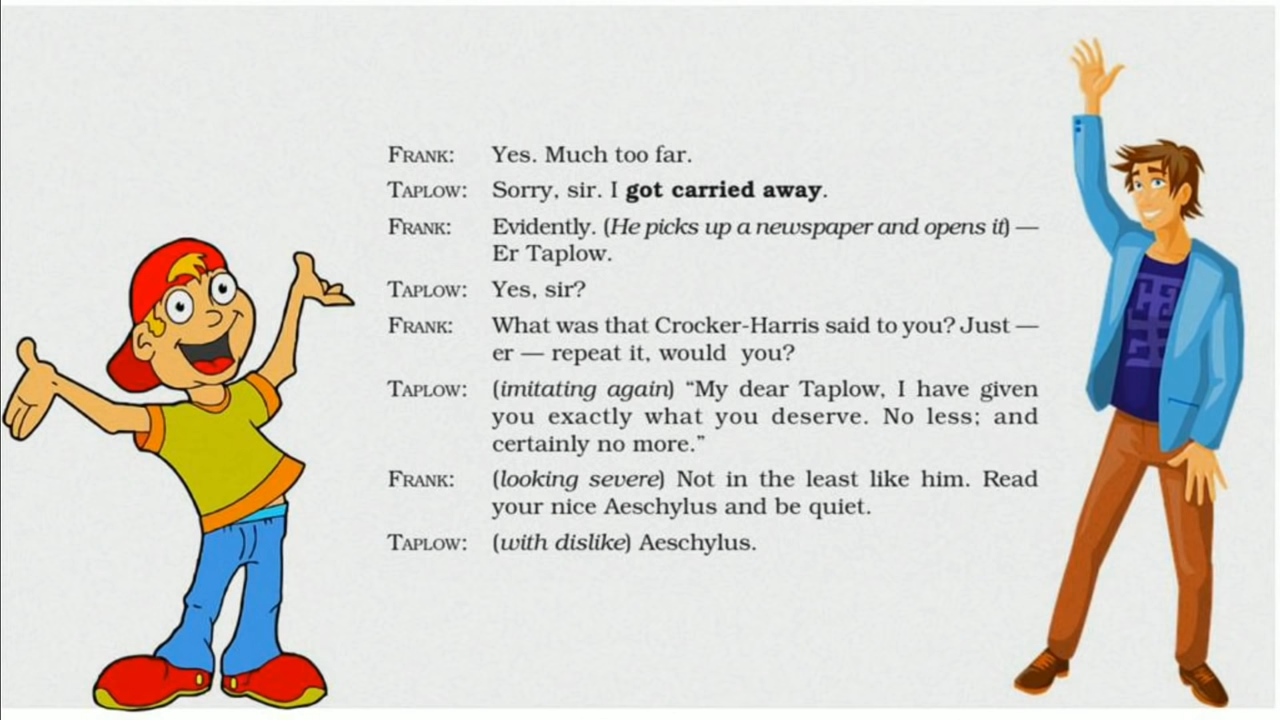 FRANK: Yes. Much too far.
TAPLOW: Sorry, sir. I got carried away.
FRANK: Evidently. (He picks up a newspaper and opens it) —
Er Taplow.
TAPLOW: Yes, sir?
FRANK: What was that Crocker-Harris said to you? Just —
er — repeat it, would you?
TAPLOW: (imitating again) “My dear Taplow, I have given
you exactly what you deserve. No less; and
certainly no more.”
FRANK: (looking severe) Not in the least like him. Read
your nice Aeschylus and be quiet.
TAPLOW: (with dislike) Aeschylus.